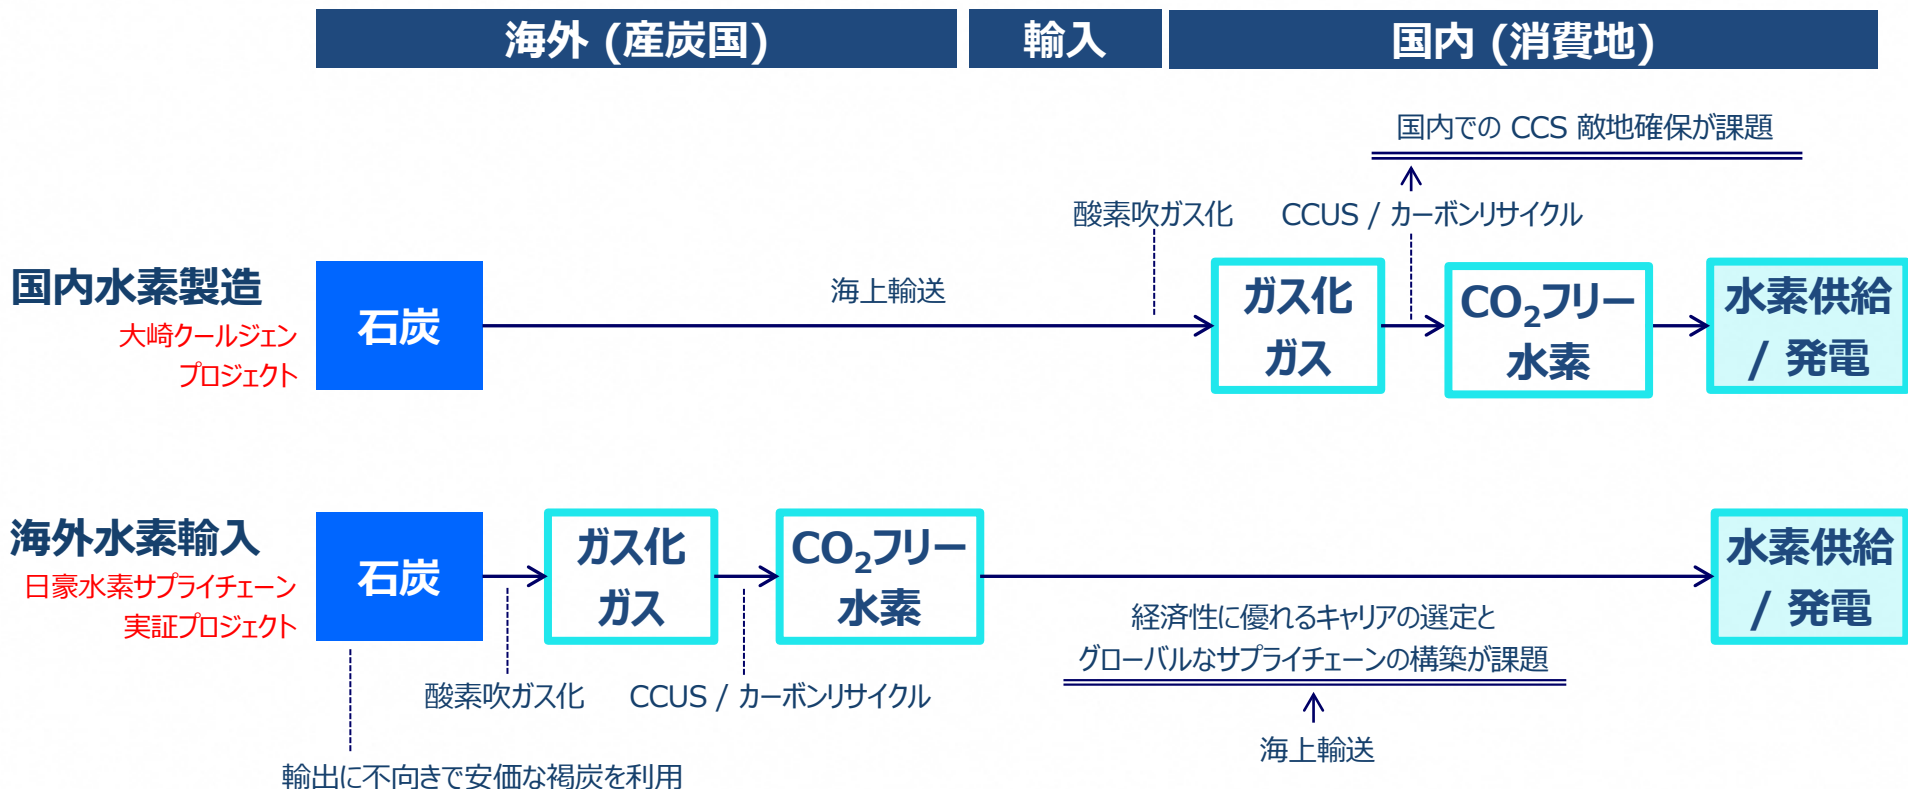 海外 (産炭国)
輸入
国内 (消費地)
国内での CCS 敵地確保が課題
酸素吹ガス化
CCUS / カーボンリサイクル
国内水素製造
大崎クールジェン
プロジェクト
石炭
海上輸送
ガス化
ガス
CO₂フリー
水素
水素供給
/ 発電
海外水素輸入
日豪水素サプライチェーン
実証プロジェクト
石炭
ガス化
ガス
CO₂フリー
水素
水素供給
/ 発電
経済性に優れるキャリアの選定と
グローバルなサプライチェーンの構築が課題
酸素吹ガス化
CCUS / カーボンリサイクル
海上輸送
輸出に不向きで安価な褐炭を利用